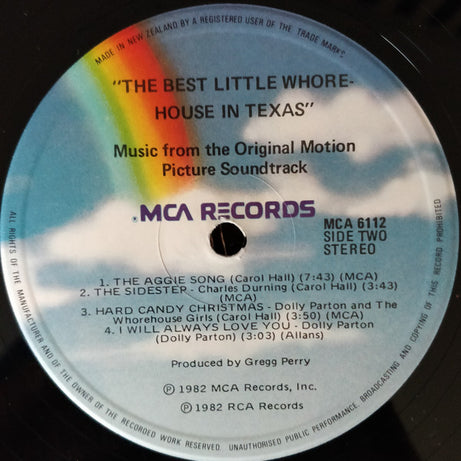 MADE IN NEW ZEALAND BY A REGISTERED USER OF THE TRADE MARK
"THE BEST LITTLE WHORE-
HOUSE IN TEXAS"
Music from the Original Motion
Picture Soundtrack
MCA RECORDS
MCA 6112
SIDE TWO
STEREO
1. THE AGGIE SONG (Carol Hall) (7:43) (MCA)
2. THE SIDESTEP - Charles Durning (Carol Hall) (3:43)
(MCA)
3. HARD CANDY CHRISTMAS - Dolly Parton and The
Whorehouse Girls (Carol Hall) (3:50) (MCA)
4. I WILL ALWAYS LOVE YOU - Dolly Parton
(Dolly Parton) (3:03) (Allans)
Produced by Gregg Perry
℗ 1982 MCA Records, Inc.
℗ 1982 RCA Records
ALL RIGHTS OF THE MANUFACTURER AND OF THE OWNER OF THE RECORDED WORK RESERVED. UNAUTHORISED PUBLIC PERFORMANCE, BROADCASTING AND COPYING OF THIS RECORD PROHIBITED